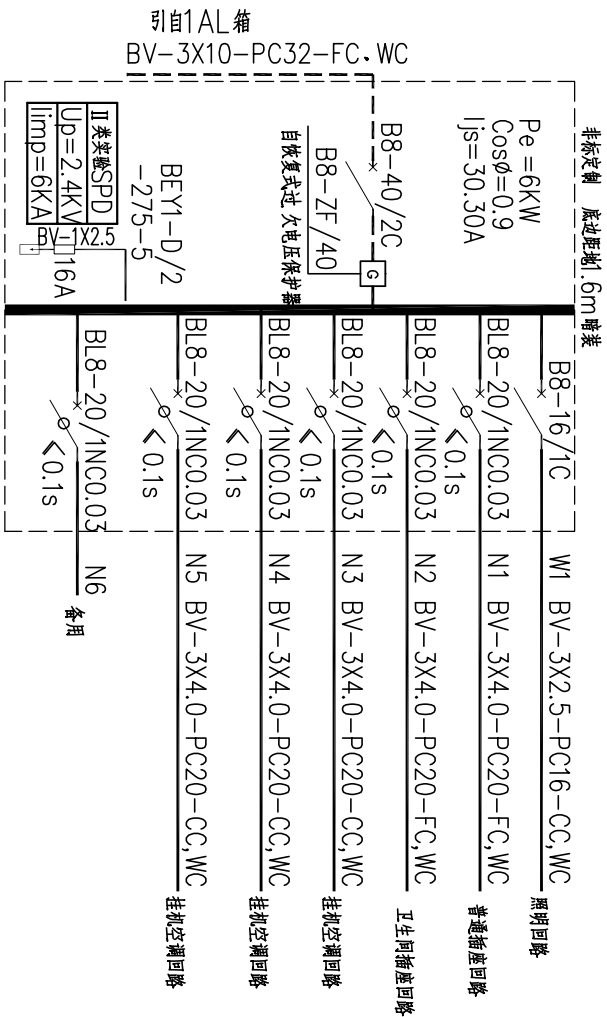 引自1AL箱
BV-3X10-PC32-FC.WC
非标定制 底边距地1.6m暗装
Pe=6KW
CosØ=0.9
Ijs=30.30A
B8-40/2C
B8-ZF/40
自恢复式过欠电压保护器
G
BEY1-D/2
-275-5
II类实验SPD
Up=2.4KV
Iimp=6KA
BV-1X2.5
16A
B8-16/1C
W1 BV-3X2.5-PC16-CC,WC
照明回路
BL8-20/1NC0.03
<0.1s
N1 BV-3X4.0-PC20-FC,WC
普通插座回路
BL8-20/1NC0.03
<0.1s
N2 BV-3X4.0-PC20-FC,WC
卫生间插座回路
BL8-20/1NC0.03
<0.1s
N3 BV-3X4.0-PC20-CC,WC
挂机空调回路
BL8-20/1NC0.03
<0.1s
N4 BV-3X4.0-PC20-CC,WC
挂机空调回路
BL8-20/1NC0.03
<0.1s
N5 BV-3X4.0-PC20-CC,WC
挂机空调回路
BL8-20/1NC0.03
<0.1s
N6
备用